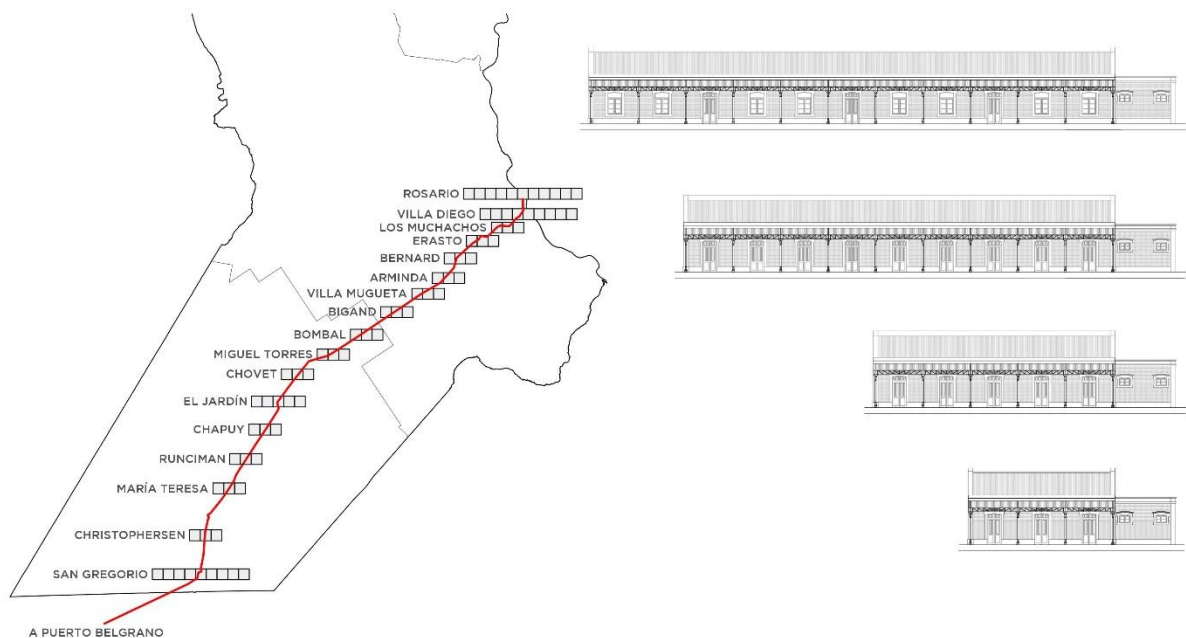 ROSARIO
VILLA DIEGO
LOS MUCHACHOS
ERASTO
BERNARD
ARMINDA
VILLA MUGUETA
BIGAND
BOMBAL
MIGUEL TORRES
CHOVET
EL JARDÍN
CHAPUY
RUNCIMAN
MARÍA TERESA
CHRISTOPHERSEN
SAN GREGORIO
A PUERTO BELGRANO